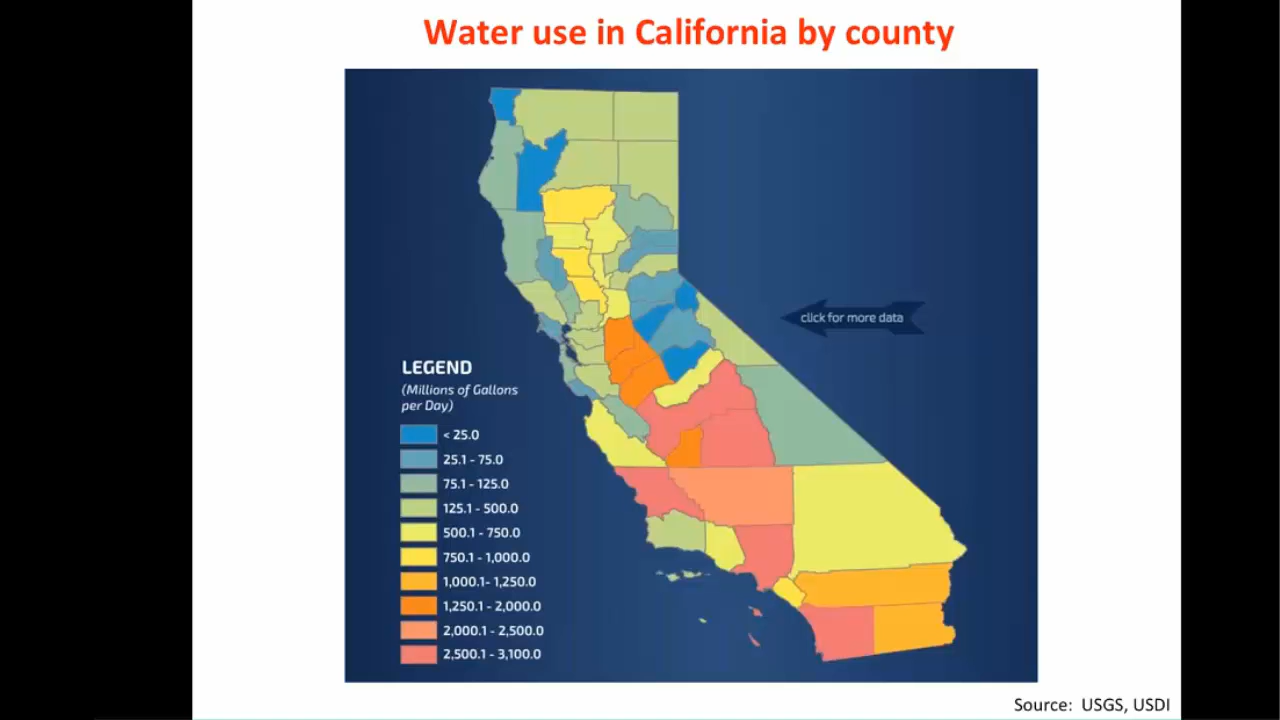 Water use in California by county
click for more data
LEGEND
(Millions of Gallons
per Day)
< 25.0
25.1 - 75.0
75.1 - 125.0
125.1 - 500.0
500.1 - 750.0
750.1 - 1,000.0
1,000.1- 1,250.0
1,250.1 - 2,000.0
2,000.1 - 2,500.0
2,500.1 - 3,100.0
Source:  USGS, USDI